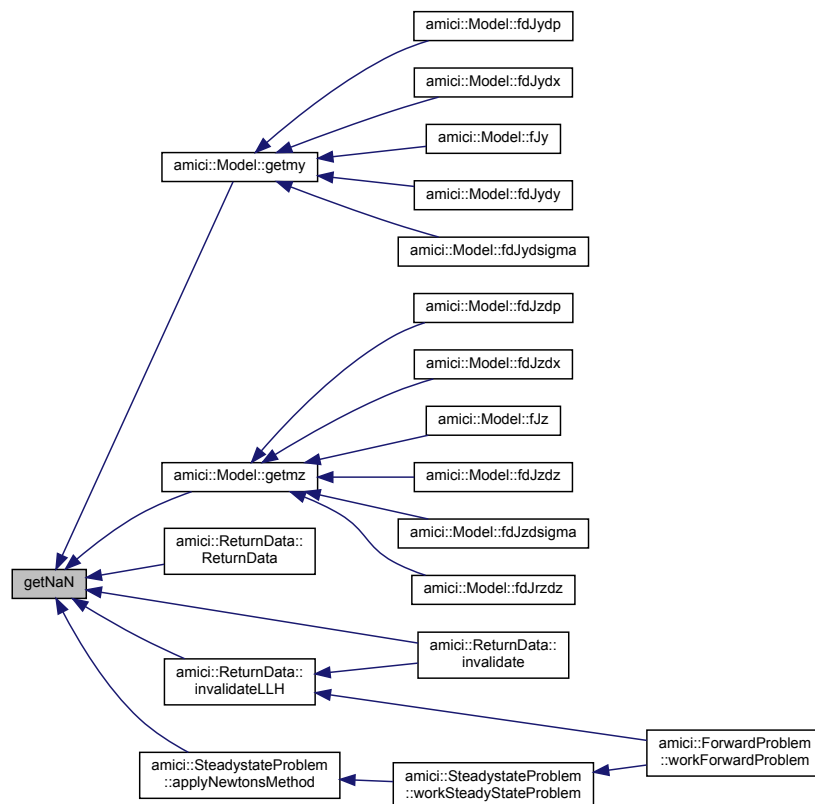 amici::Model::fdJydp
amici::Model::fdJydx
amici::Model::fJy
amici::Model::getmy
amici::Model::fdJydy
amici::Model::fdJydsigma
amici::Model::fdJzdp
amici::Model::fdJzdx
amici::Model::fJz
amici::Model::getmz
amici::Model::fdJzdz
amici::Model::fdJzdsigma
amici::ReturnData::
ReturnData
getNaN
amici::Model::fdJrzdz
amici::ReturnData::
invalidate
amici::ReturnData::
invalidateLLH
amici::ForwardProblem
::workForwardProblem
amici::SteadystateProblem
::applyNewtonsMethod
amici::SteadystateProblem
::workSteadyStateProblem